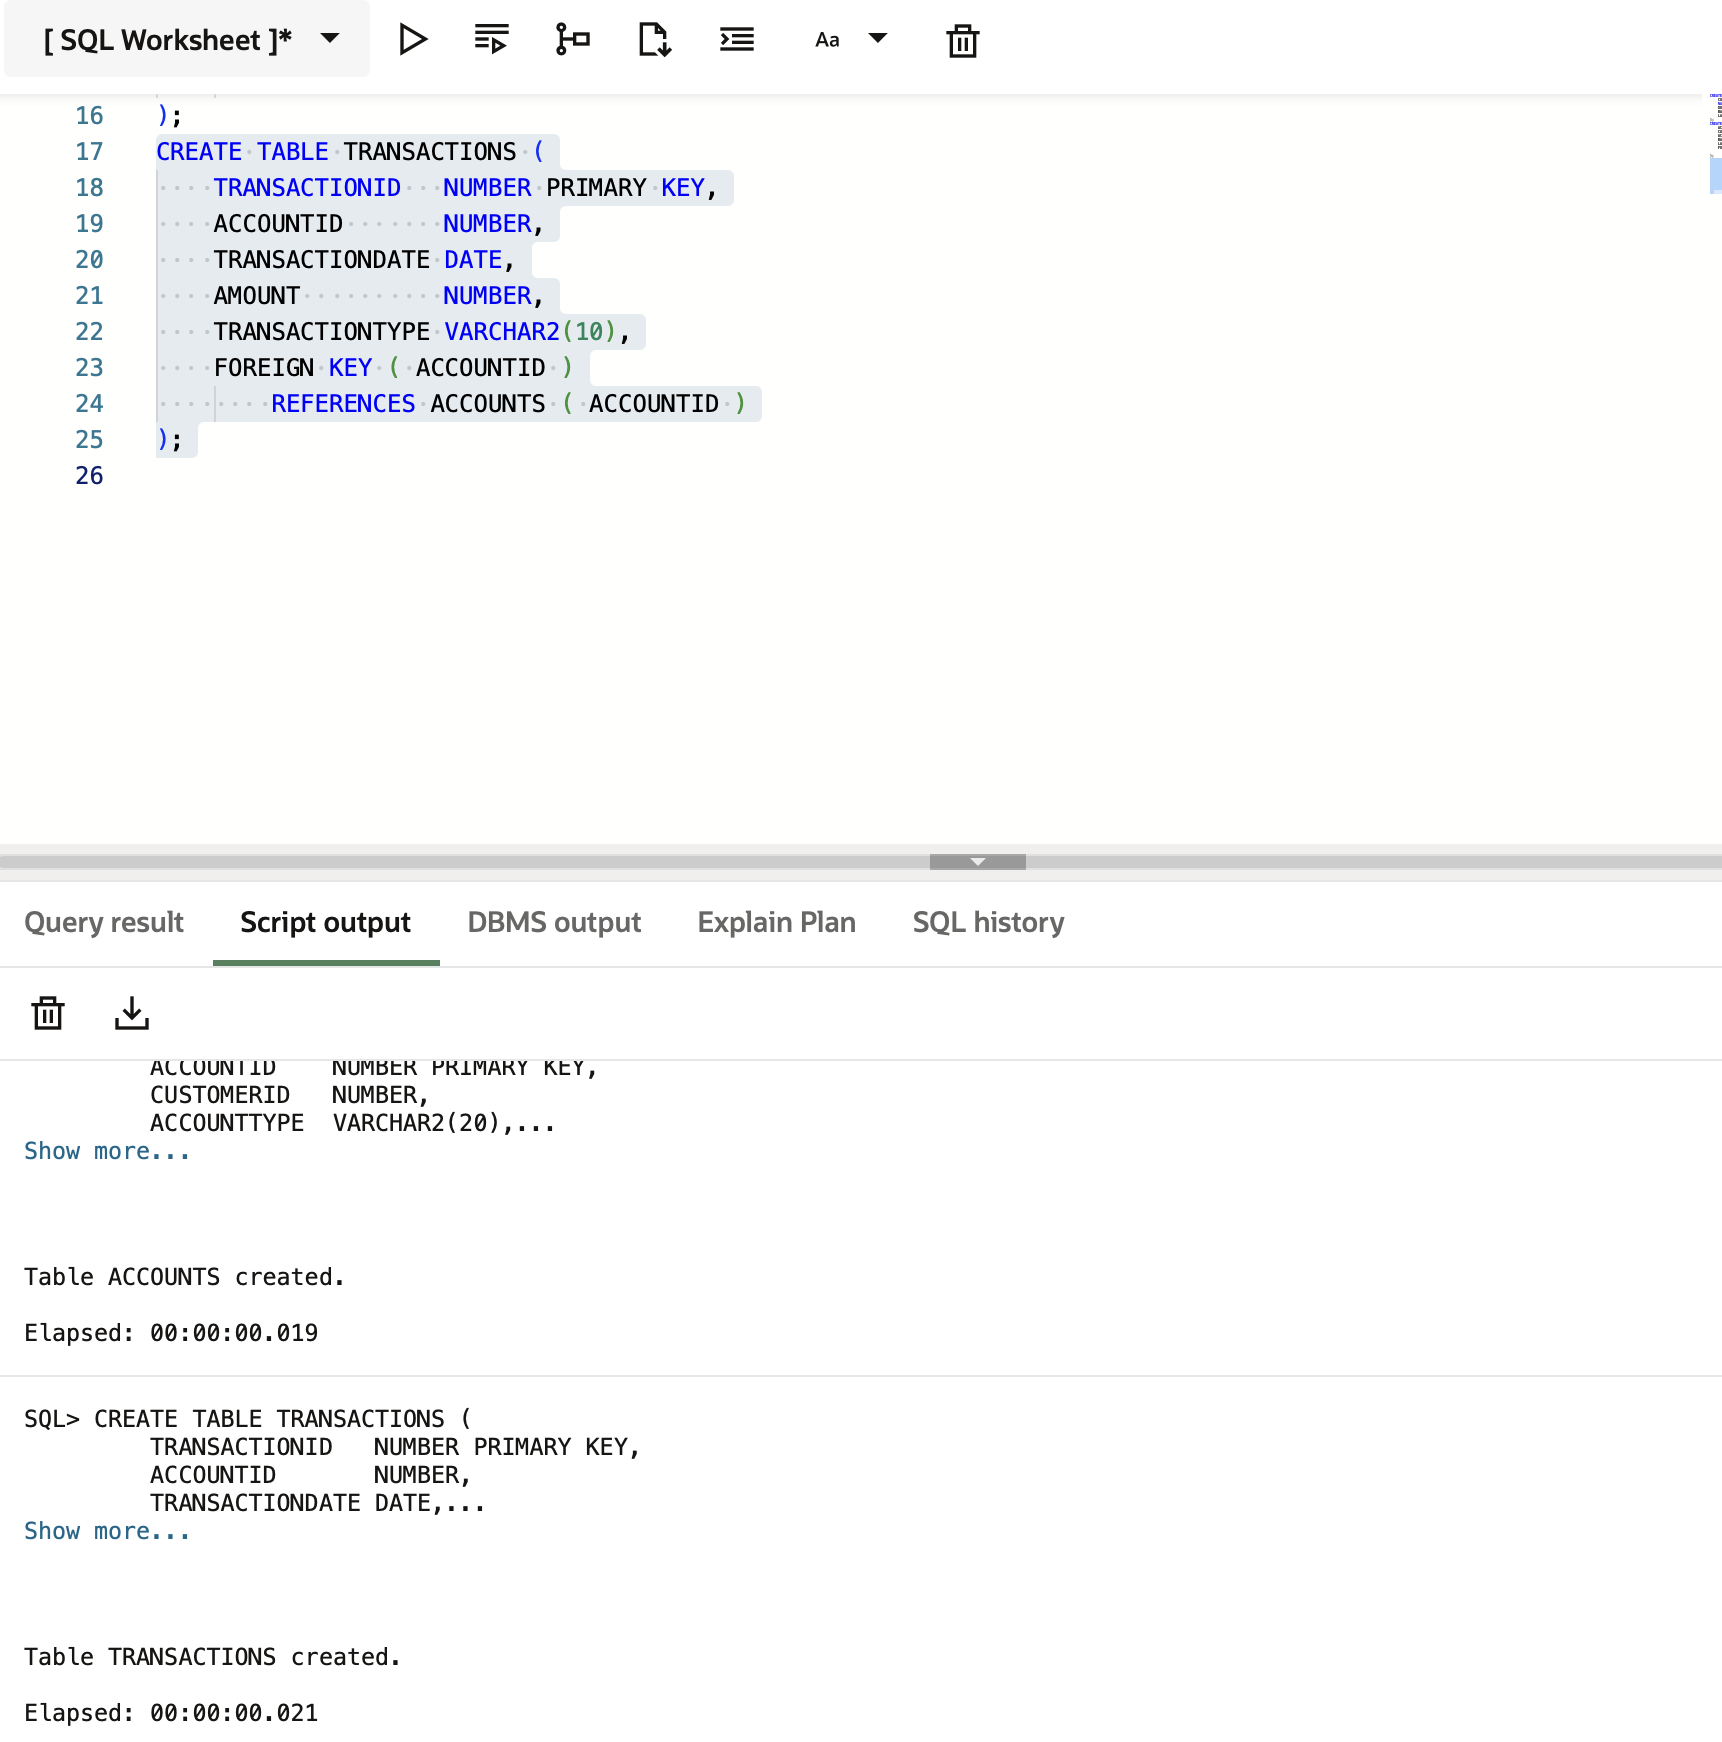 [ SQL Worksheet ]*
Aa
16 );
17 CREATE TABLE TRANSACTIONS (
18     TRANSACTIONID   NUMBER PRIMARY KEY,
19     ACCOUNTID       NUMBER,
20     TRANSACTIONDATE DATE,
21     AMOUNT          NUMBER,
22     TRANSACTIONTYPE VARCHAR2(10),
23     FOREIGN KEY ( ACCOUNTID )
24         REFERENCES ACCOUNTS ( ACCOUNTID )
25 );
26
Query result Script output DBMS output Explain Plan SQL history
ACCOUNTID    NUMBER PRIMARY KEY,
CUSTOMERID   NUMBER,
ACCOUNTTYPE  VARCHAR2(20),...
Show more...
Table ACCOUNTS created.
Elapsed: 00:00:00.019
SQL> CREATE TABLE TRANSACTIONS (
TRANSACTIONID   NUMBER PRIMARY KEY,
ACCOUNTID       NUMBER,
TRANSACTIONDATE DATE,...
Show more...
Table TRANSACTIONS created.
Elapsed: 00:00:00.021